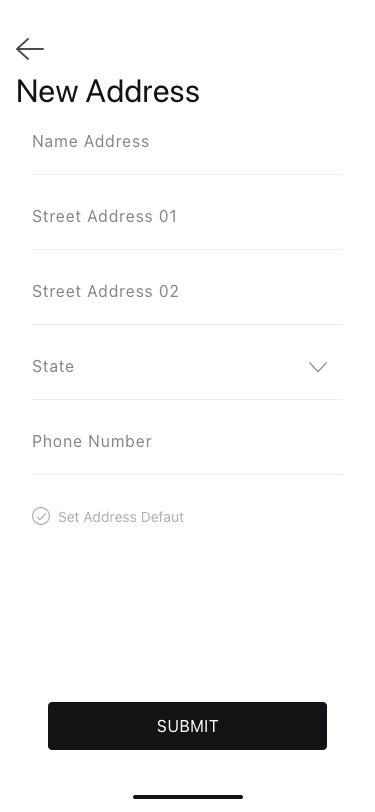 New Address
Name Address
Street Address 01
Street Address 02
State
Phone Number
Set Address Defaut
SUBMIT